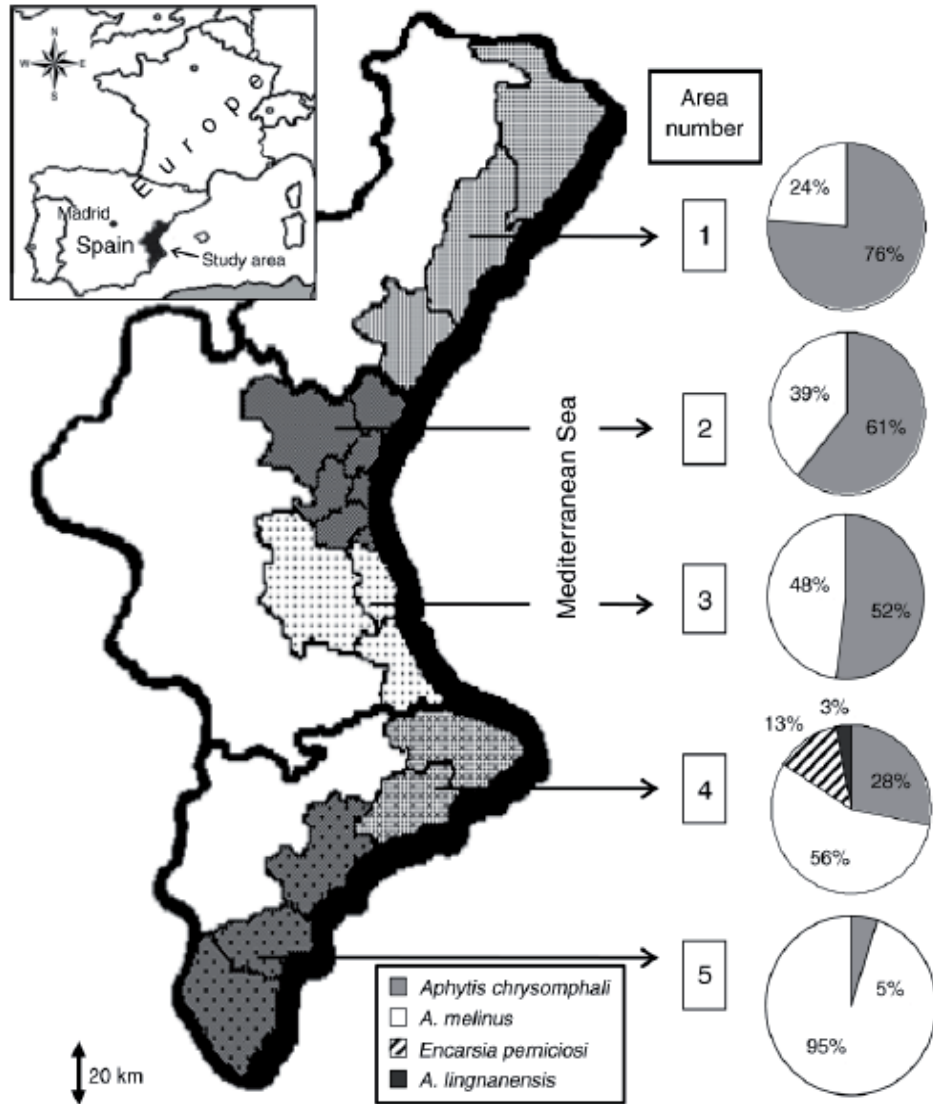 N
W E
S
Europe
Madrid
Spain
Study area
Area
number
1
24%
76%
2
39%
61%
Mediterranean Sea
3
48%
52%
4
3%
13%
28%
56%
5
5%
95%
Aphytis chrysomphali
A. melinus
Encarsia perniciosi
A. lingnanensis
20 km